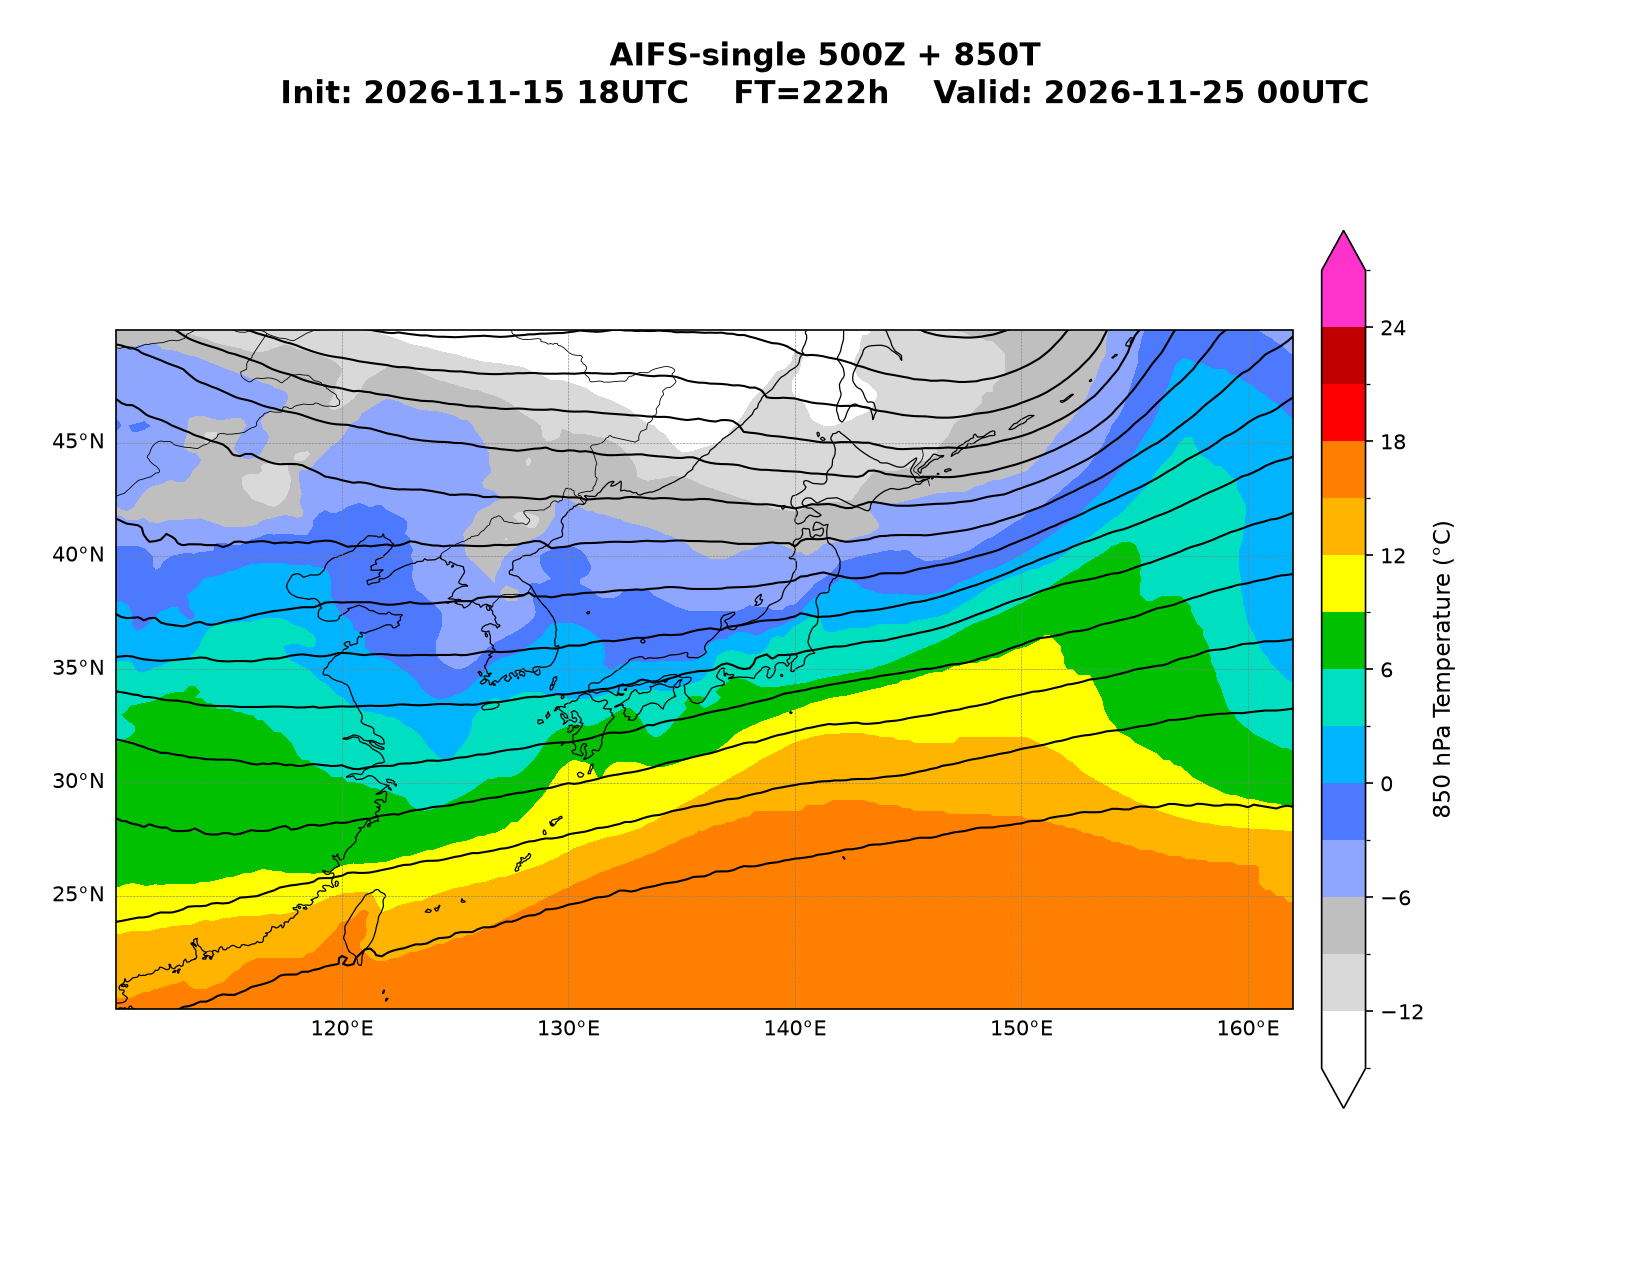 AIFS-single 500Z + 850T
Init: 2026-11-15 18UTC    FT=222h    Valid: 2026-11-25 00UTC
45°N
40°N
35°N
30°N
25°N
120°E
130°E
140°E
150°E
160°E
24
18
12
6
0
−6
−12
850 hPa Temperature (°C)